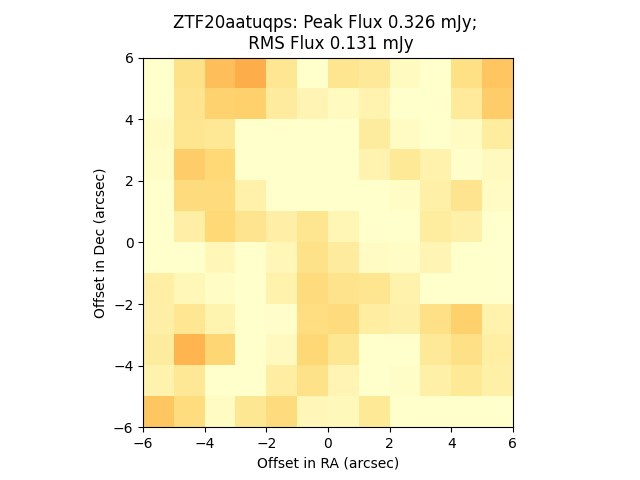 ZTF20aatuqps: Peak Flux 0.326 mJy;
RMS Flux 0.131 mJy
6
4
2
0
−2
−4
−6
Offset in Dec (arcsec)
−6 −4 −2 0 2 4 6
Offset in RA (arcsec)